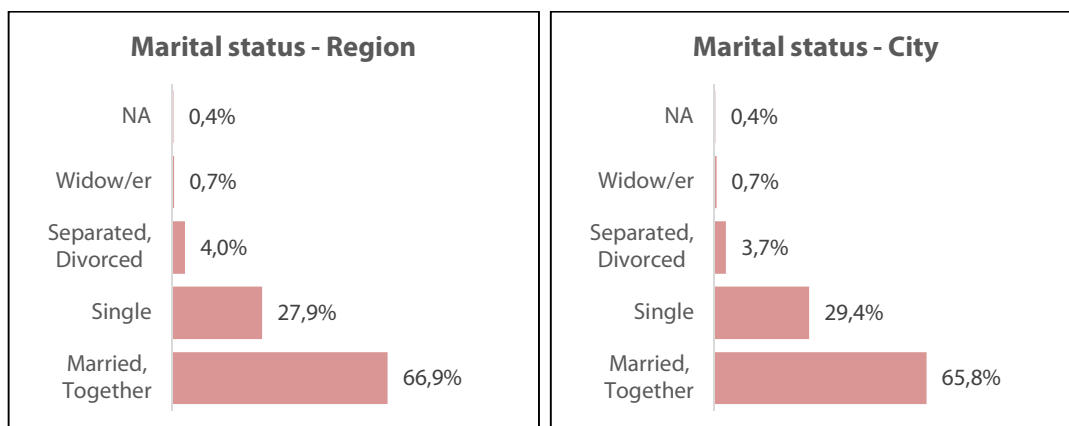 Marital status - Region
NA
0,4%
Widow/er
0,7%
Separated,
Divorced
4,0%
Single
27,9%
Married,
Together
66,9%
Marital status - City
NA
0,4%
Widow/er
0,7%
Separated,
Divorced
3,7%
Single
29,4%
Married,
Together
65,8%